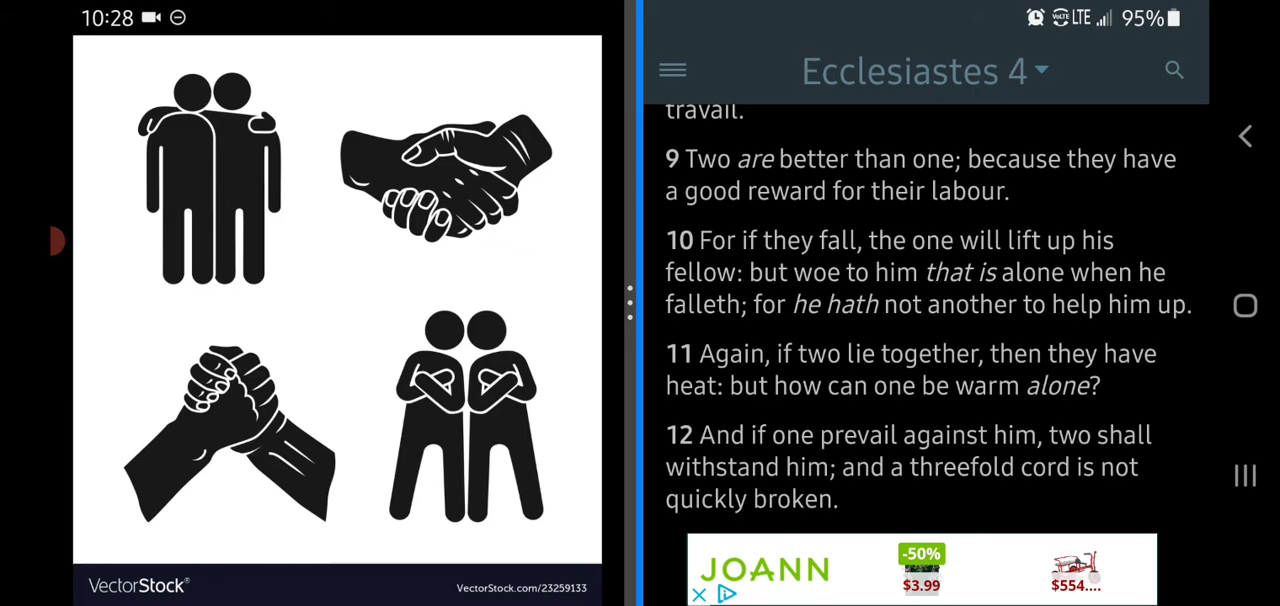 10:28
VectorStock®
VectorStock.com/23259133
VoLTE LTE 95%
Ecclesiastes 4
travail.
9 Two are better than one; because they have
a good reward for their labour.
10 For if they fall, the one will lift up his
fellow: but woe to him that is alone when he
falleth; for he hath not another to help him up.
11 Again, if two lie together, then they have
heat: but how can one be warm alone?
12 And if one prevail against him, two shall
withstand him; and a threefold cord is not
quickly broken.
JOANN
-50%
$3.99
$554....